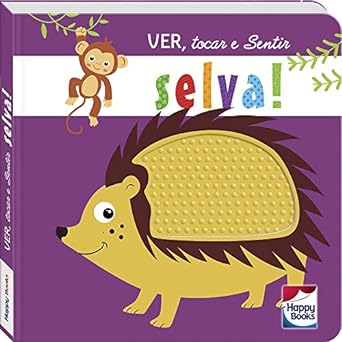 VER, tocar e Sentir
selva!
VER, tocar e Sentir selva!
Happy Books
Happy
Books